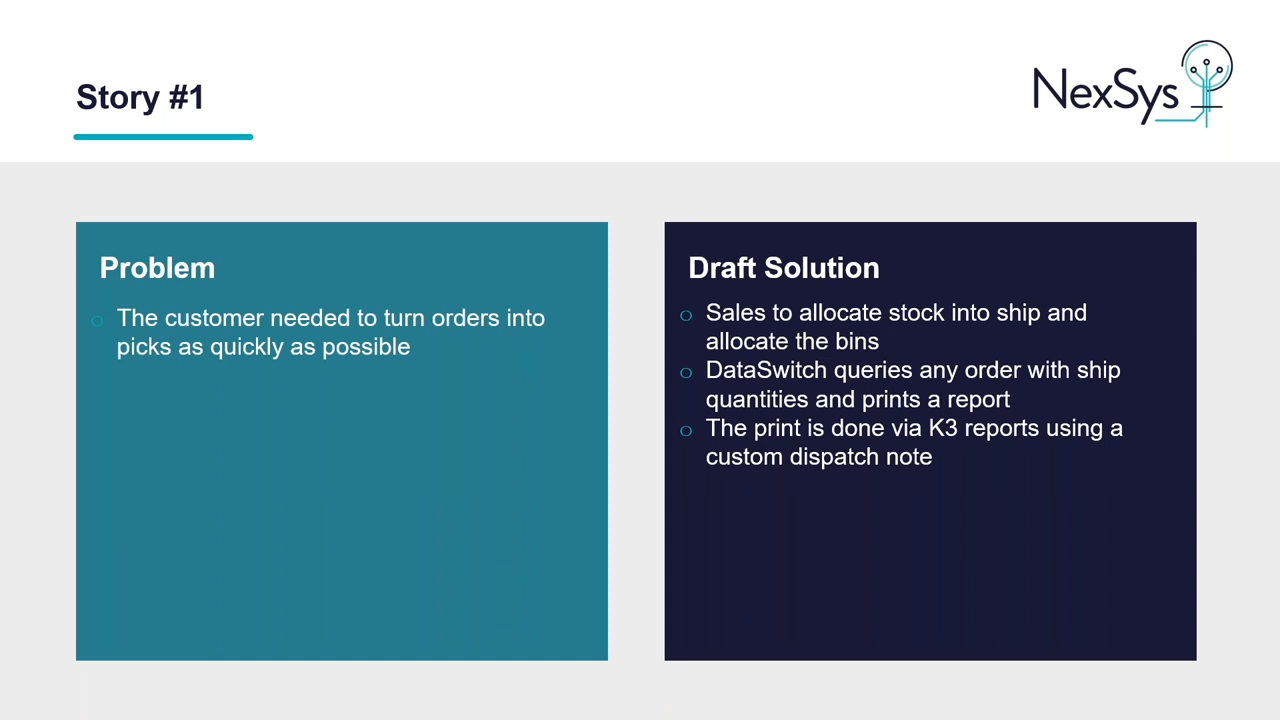 Story #1
NexSys
Problem
The customer needed to turn orders into
picks as quickly as possible
Draft Solution
Sales to allocate stock into ship and
allocate the bins
DataSwitch queries any order with ship
quantities and prints a report
The print is done via K3 reports using a
custom dispatch note